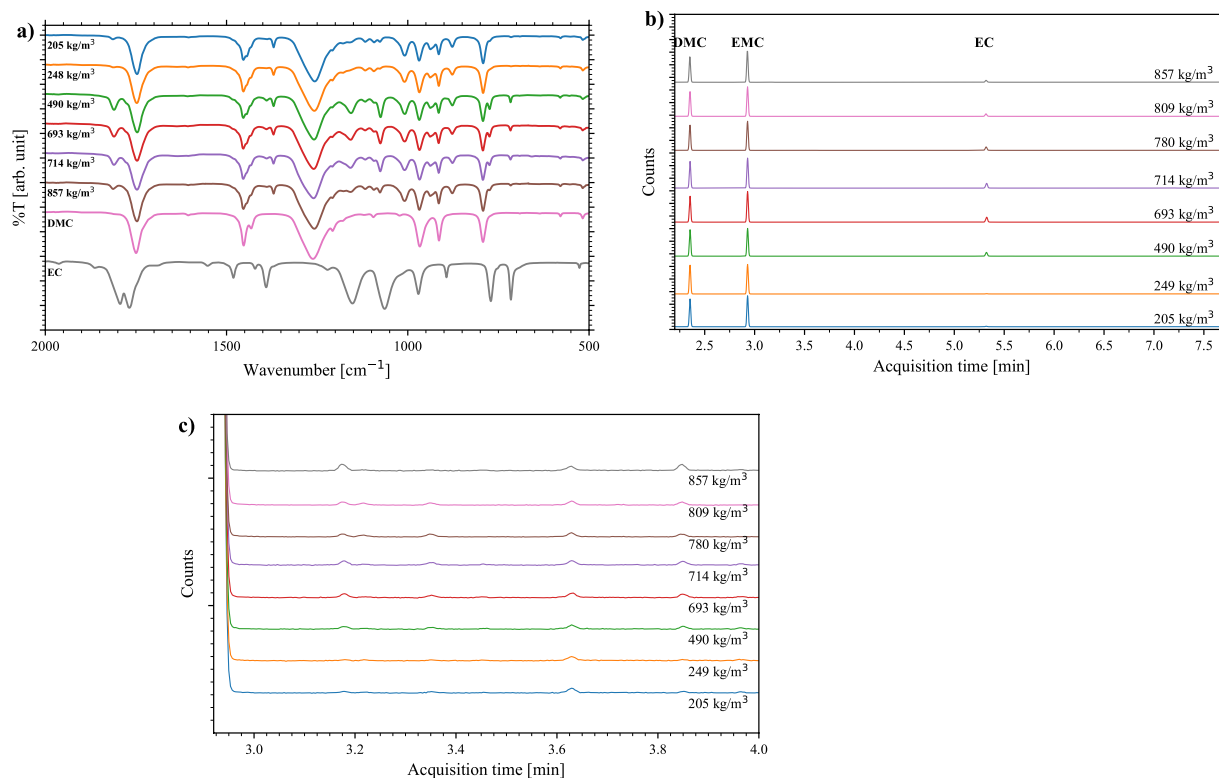 a)
205 kg/m³
248 kg/m³
490 kg/m³
693 kg/m³
714 kg/m³
857 kg/m³
DMC
EC
%T [arb. unit]
2000 1500 1000 500
Wavenumber [cm⁻¹]
b)
DMC EMC EC
857 kg/m³
809 kg/m³
780 kg/m³
714 kg/m³
693 kg/m³
490 kg/m³
249 kg/m³
205 kg/m³
Counts
2.5 3.0 3.5 4.0 4.5 5.0 5.5 6.0 6.5 7.0 7.5
Acquisition time [min]
c)
857 kg/m³
809 kg/m³
780 kg/m³
714 kg/m³
693 kg/m³
490 kg/m³
249 kg/m³
205 kg/m³
Counts
3.0 3.2 3.4 3.6 3.8 4.0
Acquisition time [min]